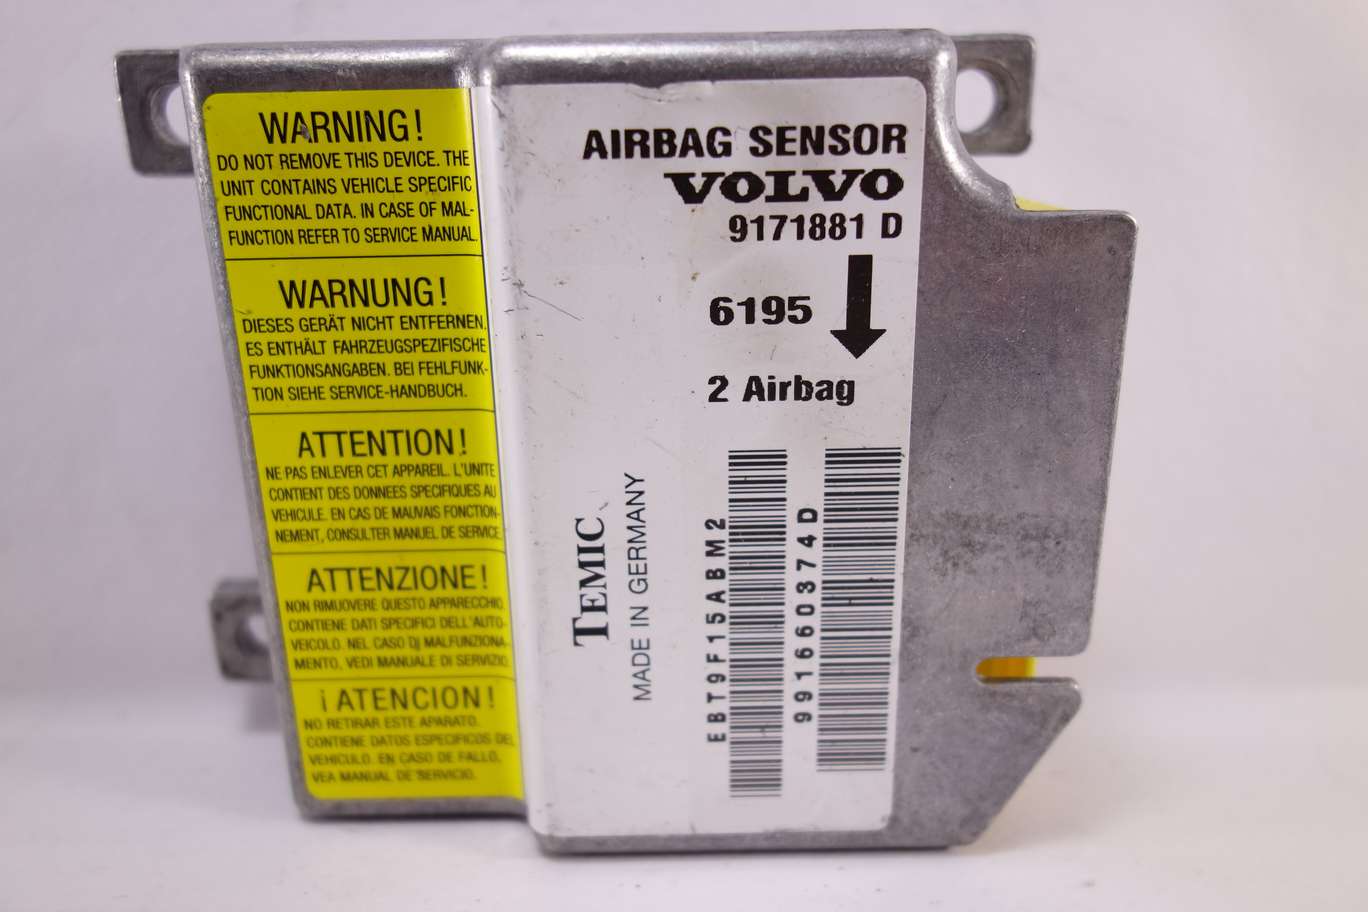 WARNING!
DO NOT REMOVE THIS DEVICE. THE
UNIT CONTAINS VEHICLE SPECIFIC
FUNCTIONAL DATA. IN CASE OF MAL-
FUNCTION REFER TO SERVICE MANUAL.
WARNUNG!
DIESES GERÄT NICHT ENTFERNEN.
ES ENTHÄLT FAHRZEUGSPEZIFISCHE
FUNKTIONSANGABEN. BEI FEHLFUNK-
TION SIEHE SERVICE-HANDBUCH.
ATTENTION!
NE PAS ENLEVER CET APPAREIL. L'UNITE
CONTIENT DES DONNEES SPECIFIQUES AU
VEHICULE. EN CAS DE MAUVAIS FONCTION-
NEMENT, CONSULTER MANUEL DE SERVICE
ATTENZIONE!
NON RIMUOVERE QUESTO APPARECCHIO.
CONTIENE DATI SPECIFICI DELL'AUTO-
VEICOLO. NEL CASO DJ MALFUNZIONA-
MENTO, VEDI MANUALE DI SERVIZIO.
¡ATENCION!
NO RETIRAR ESTE APARATO.
CONTIENE DATOS ESPECIFICOS DEL
VEHICULO. EN CASO DE FALLO,
VEA MANUAL DE SERVICIO.
AIRBAG SENSOR
VOLVO
9171881 D
6195
2 Airbag
TEMIC
MADE IN GERMANY
EBT9F15ABM2
991660374D